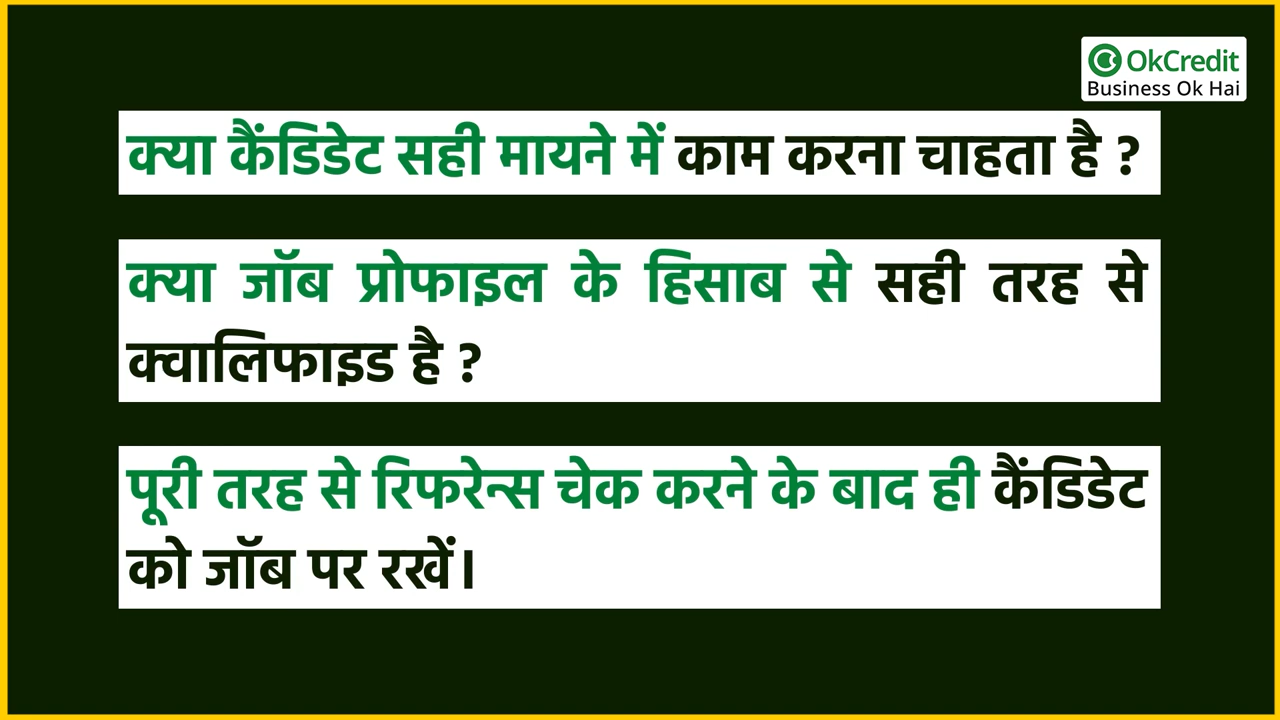 OkCredit
Business Ok Hai
क्या कैंडिडेट सही मायने में काम करना चाहता है ?
क्या जॉब प्रोफाइल के हिसाब से सही तरह से
क्वालिफाइड है ?
पूरी तरह से रिफरेन्स चेक करने के बाद ही कैंडिडेट
को जॉब पर रखें।